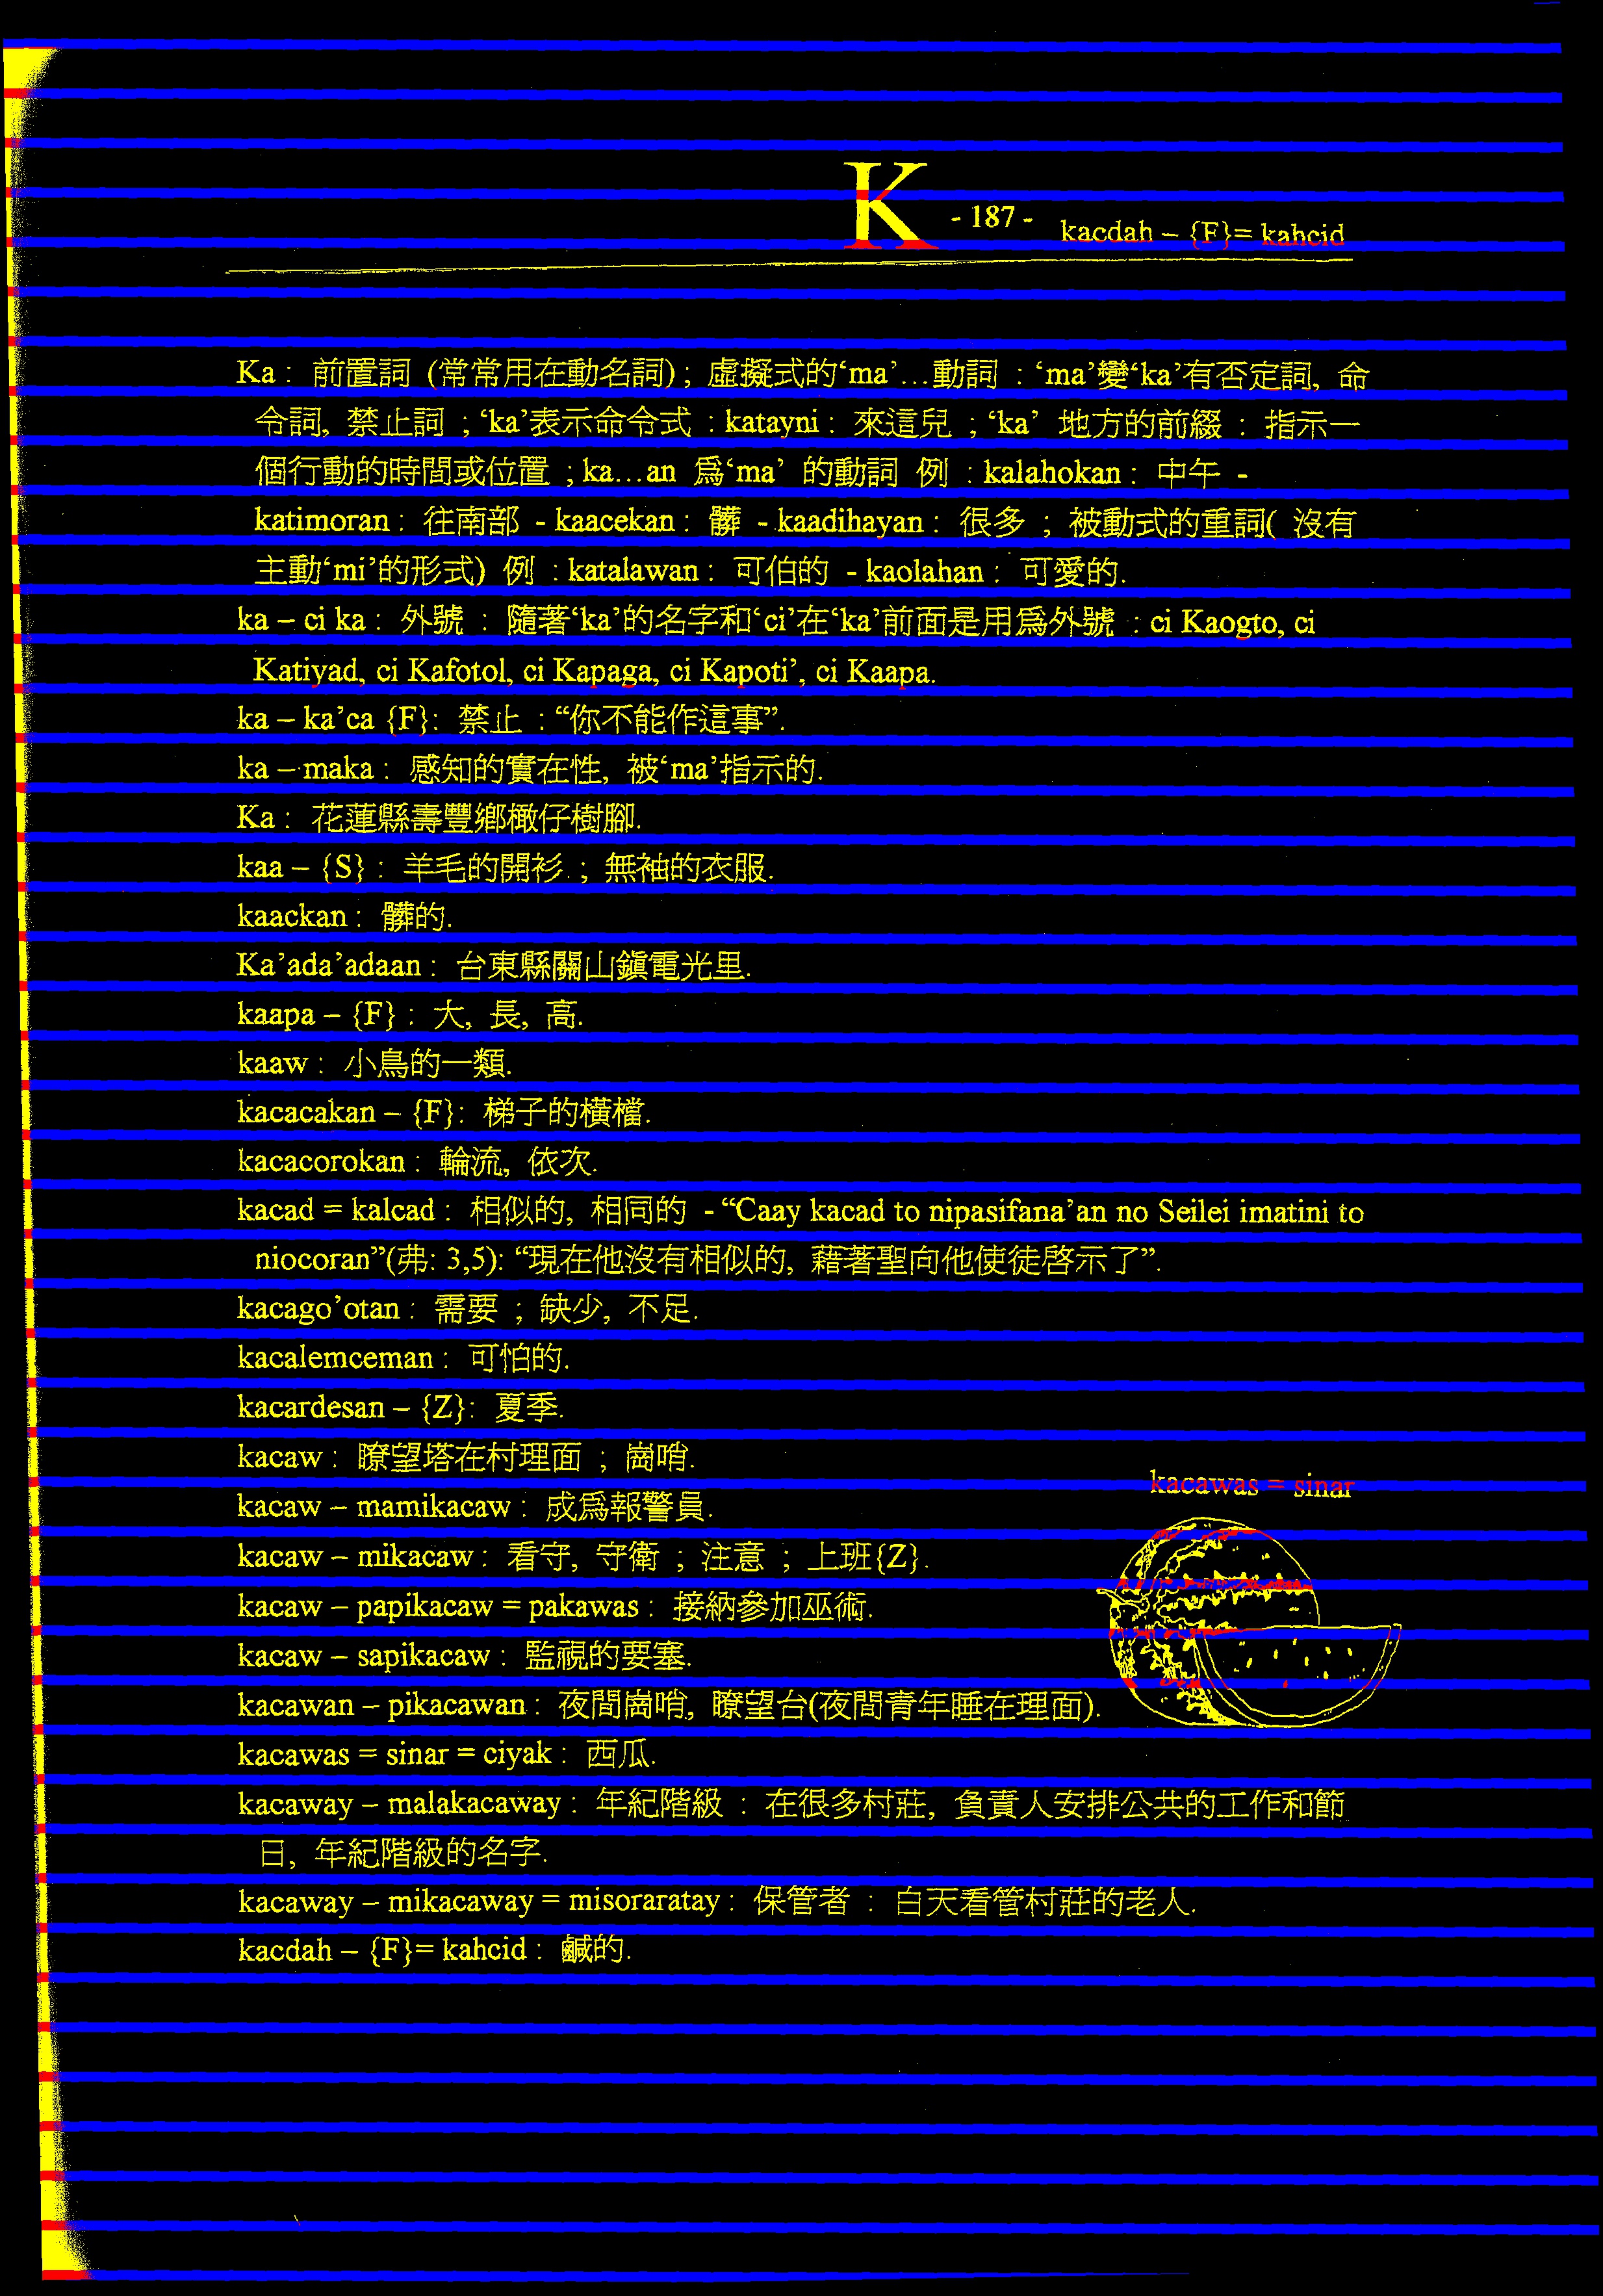 K - 187 - kacdah – {F}= kahcid
Ka : 前置詞 (常常用在動名詞) ; 虛擬式的‘ma’...動詞 : ‘ma’變‘ka’有否定詞, 命
令詞, 禁止詞 ; ‘ka’表示命令式 : katayni : 來這兒 ; ‘ka’ 地方的前綴 : 指示一
個行動的時間或位置 ; ka...an 爲‘ma’ 的動詞 例 : kalahokan : 中午 -
katimoran : 往南部 - kaacekan : 髒 - kaadihayan : 很多 ; 被動式的重詞( 沒有
主動‘mi’的形式) 例 : katalawan : 可伯的 - kaolahan : 可愛的.
ka – ci ka : 外號 : 隨著‘ka’的名字和‘ci’在‘ka’前面是用爲外號 : ci Kaogto, ci
Katiyad, ci Kafotol, ci Kapaga, ci Kapoti’, ci Kaapa.
ka – ka’ca {F}: 禁止 : “你不能作這事”.
ka – maka : 感知的實在性, 被‘ma’指示的.
Ka : 花蓮縣壽豐鄉橄仔樹腳.
kaa – {S} : 羊毛的開衫. ; 無袖的衣服.
kaackan : 髒的.
Ka’ada’adaan : 台東縣關山鎭電光里.
kaapa – {F} : 大, 長, 高.
kaaw : 小鳥的一類.
kacacakan – {F}: 梯子的橫檔.
kacacorokan : 輪流, 依次.
kacad = kalcad : 相似的, 相同的 - “Caay kacad to nipasifana’an no Seilei imatini to
niocoran”(弗: 3,5): “現在他沒有相似的, 藉著聖向他使徒啓示了”.
kacago’otan : 需要 ; 缺少, 不足.
kacalemceman : 可怕的.
kacardesan – {Z}: 夏季.
kacaw : 瞭望塔在村理面 ; 崗哨.
kacawas = sinar
kacaw – mamikacaw : 成爲報警員.
kacaw – mikacaw : 看守, 守衛 ; 注意 ; 上班{Z}.
kacaw – papikacaw = pakawas : 接納參加巫術.
kacaw – sapikacaw : 監視的要塞.
kacawan – pikacawan : 夜間崗哨, 瞭望台(夜間青年睡在理面).
kacawas = sinar = ciyak : 西瓜.
kacaway – malakacaway : 年紀階級 : 在很多村莊, 負責人安排公共的工作和節
日, 年紀階級的名字.
kacaway – mikacaway = misoraratay : 保管者 : 白天看管村莊的老人.
kacdah – {F}= kahcid : 鹹的.